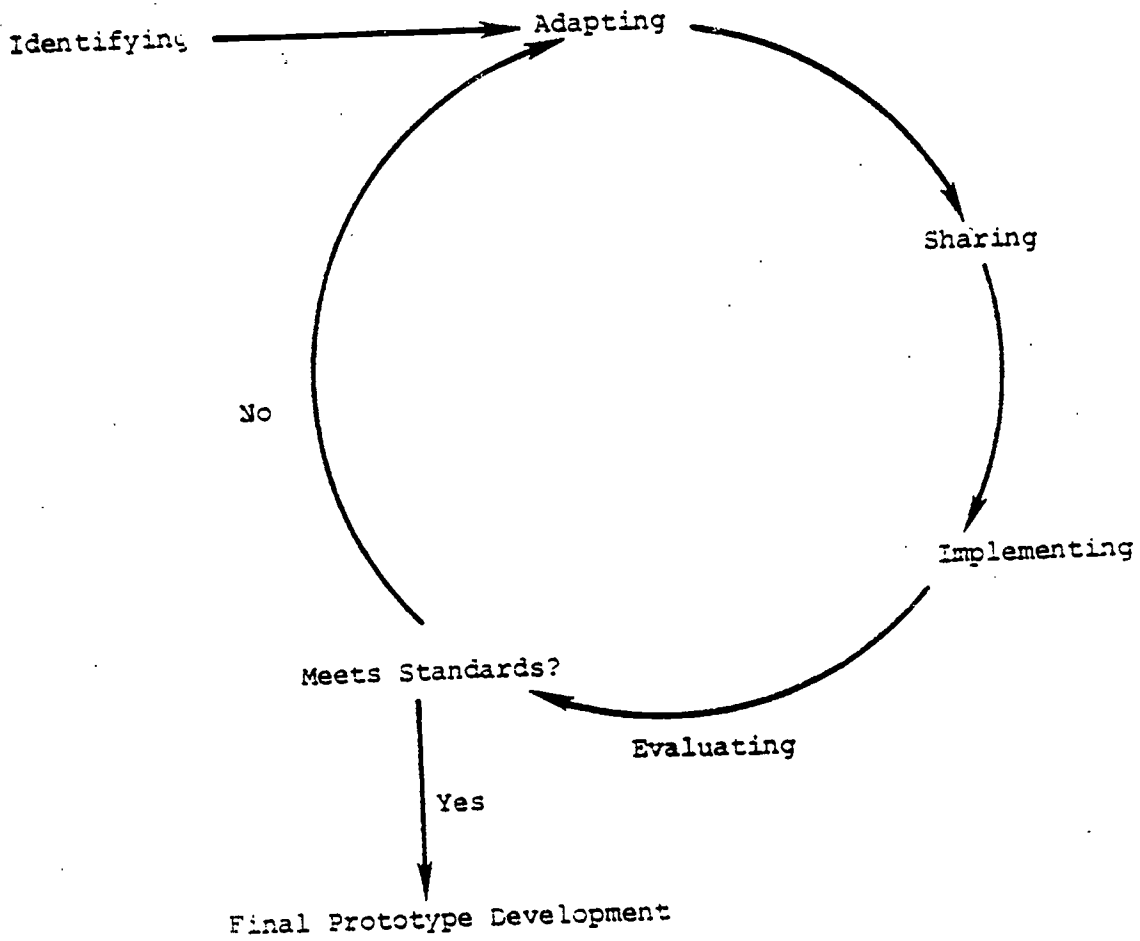 Identifying
Adapting
Sharing
No
Implementing
Meets Standards?
Evaluating
Yes
Final Prototype Development